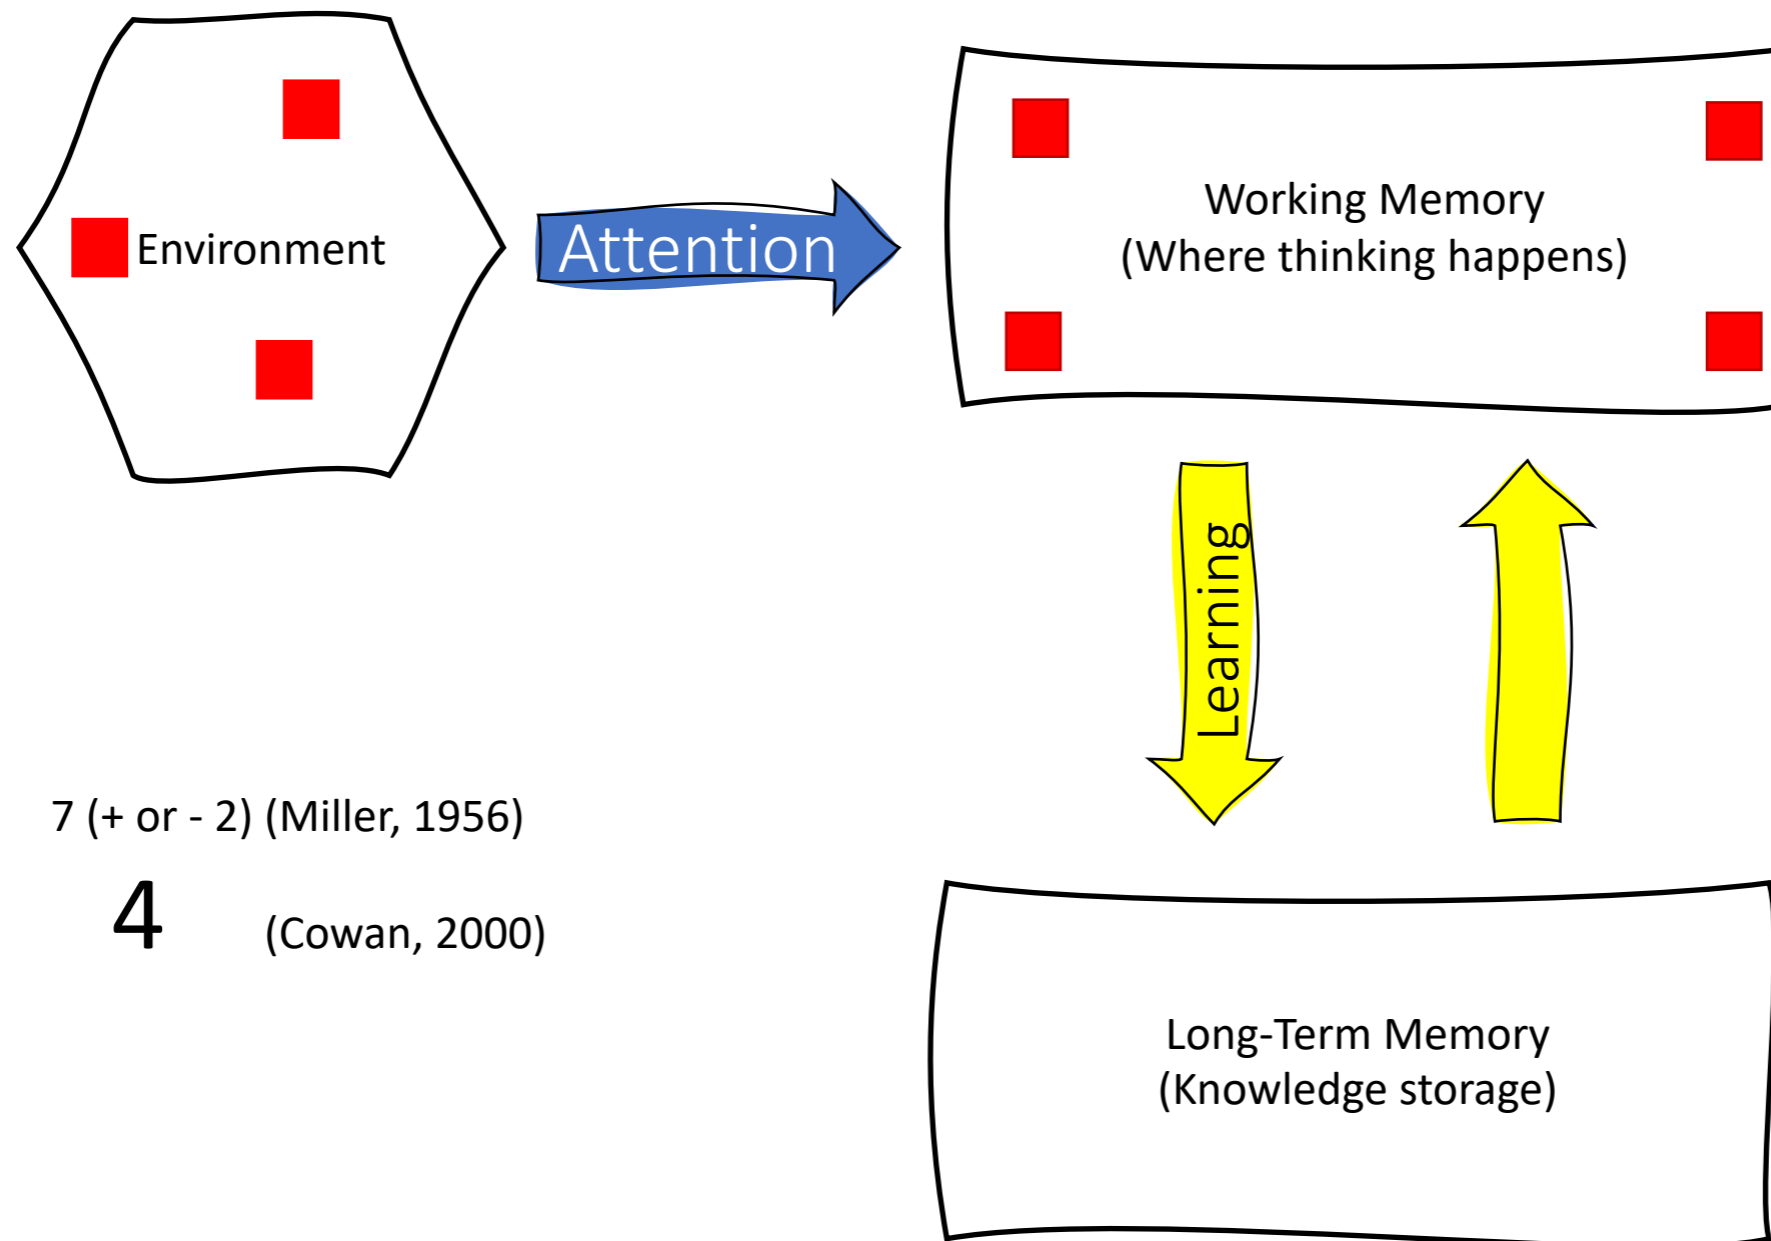 Environment
Attention
Working Memory
(Where thinking happens)
Learning
7 (+ or - 2) (Miller, 1956)
4 (Cowan, 2000)
Long-Term Memory
(Knowledge storage)